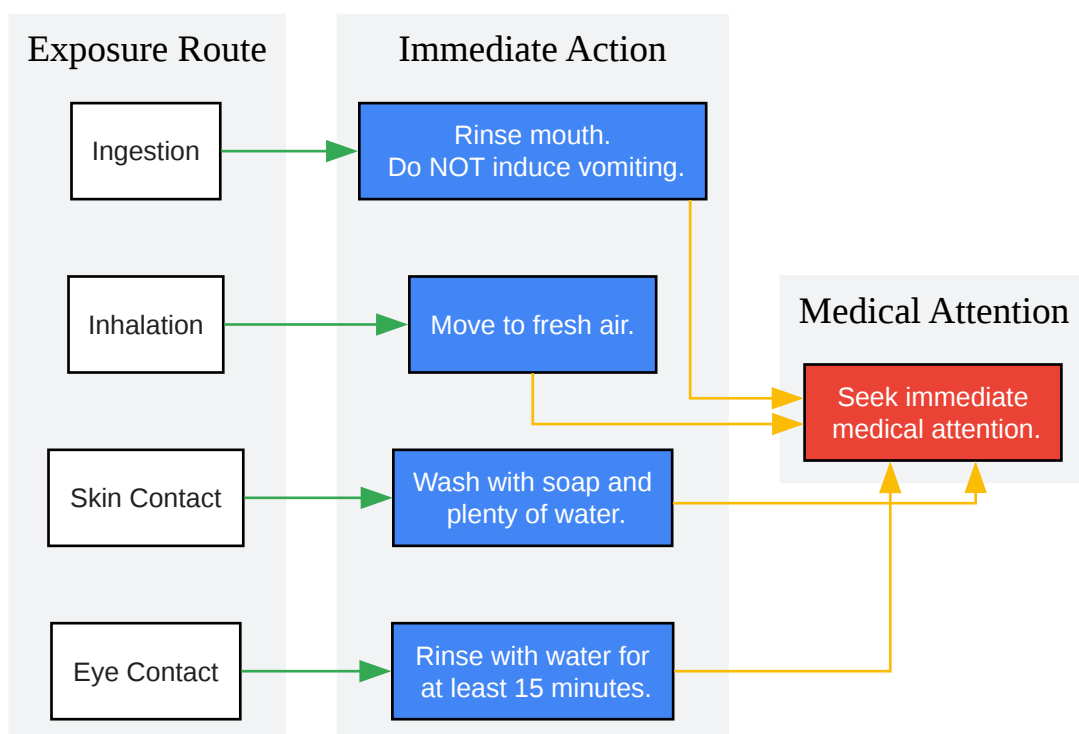 Exposure Route
Immediate Action
Ingestion
Rinse mouth.
Do NOT induce vomiting.
Inhalation
Move to fresh air.
Medical Attention
Seek immediate
medical attention.
Skin Contact
Wash with soap and
plenty of water.
Eye Contact
Rinse with water for
at least 15 minutes.